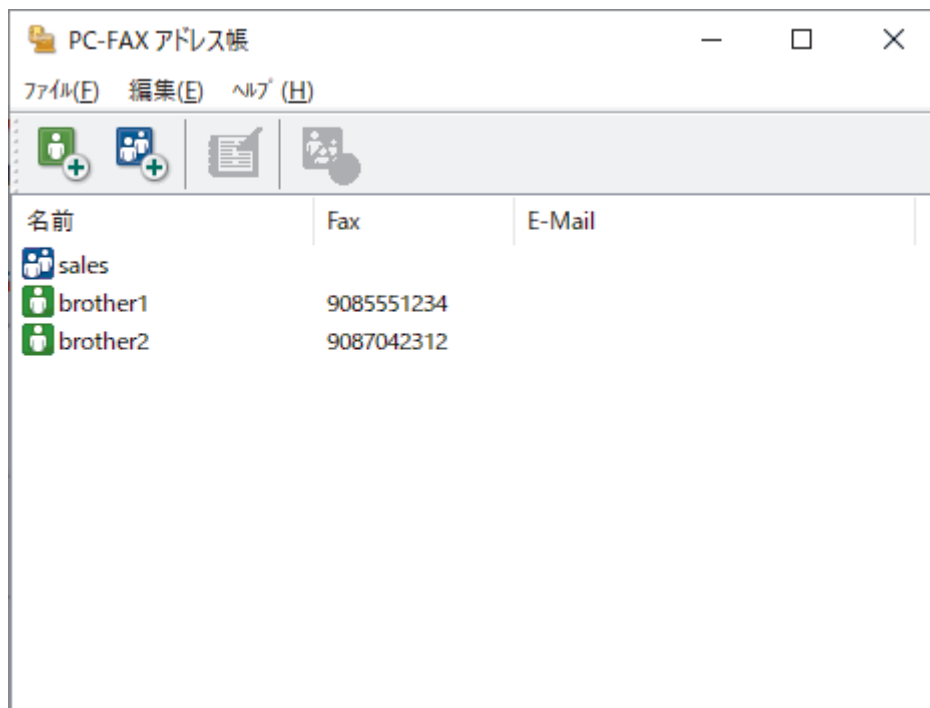 PC-FAX アドレス帳
ﾌｧｲﾙ(F) 編集(E) ﾍﾙﾌﾟ(H)
名前 Fax E-Mail
sales
brother1 9085551234
brother2 9087042312